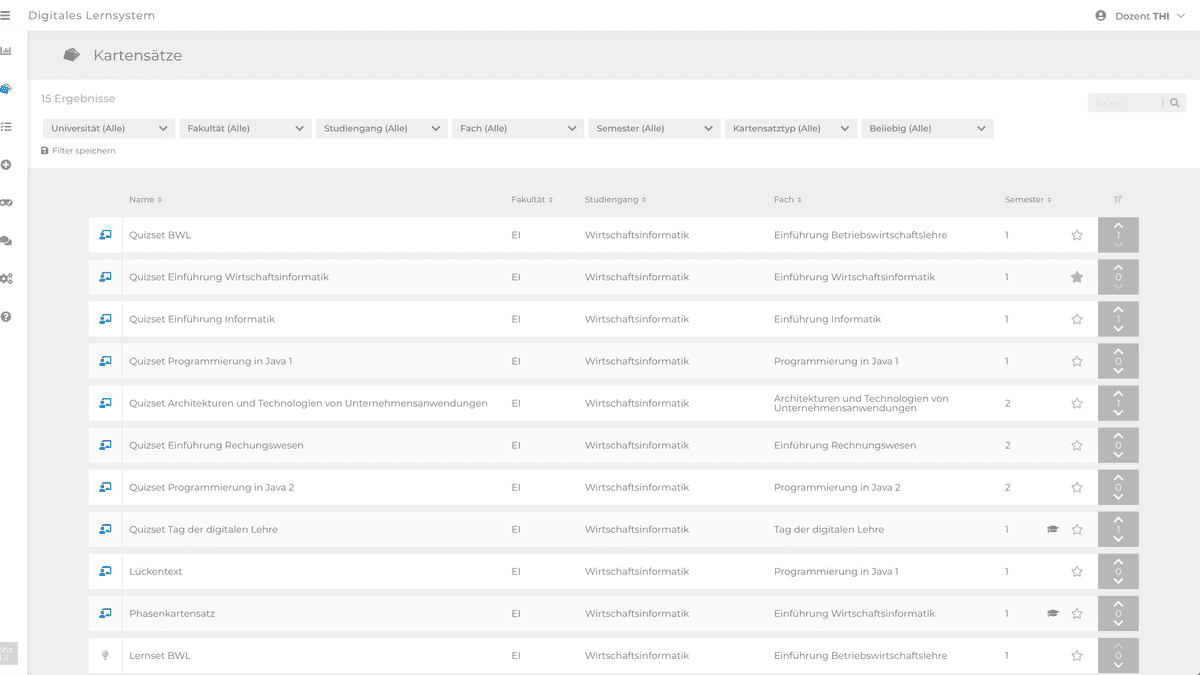 Digitales Lernsystem
Dozent THI
Kartensätze
15 Ergebnisse
Suchen...
Universität (Alle) Fakultät (Alle) Studiengang (Alle) Fach (Alle) Semester (Alle) Kartensatztyp (Alle) Beliebig (Alle)
Filter speichern
Name Fakultät Studiengang Fach Semester
Quizset BWL EI Wirtschaftsinformatik Einführung Betriebswirtschaftslehre 1 1
Quizset Einführung Wirtschaftsinformatik EI Wirtschaftsinformatik Einführung Wirtschaftsinformatik 1 0
Quizset Einführung Informatik EI Wirtschaftsinformatik Einführung Informatik 1 1
Quizset Programmierung in Java 1 EI Wirtschaftsinformatik Programmierung in Java 1 1 0
Quizset Architekturen und Technologien von Unternehmensanwendungen EI Wirtschaftsinformatik Architekturen und Technologien von
Unternehmensanwendungen 2 1
Quizset Einführung Rechungswesen EI Wirtschaftsinformatik Einführung Rechnungswesen 2 0
Quizset Programmierung in Java 2 EI Wirtschaftsinformatik Programmierung in Java 2 2 0
Quizset Tag der digitalen Lehre EI Wirtschaftsinformatik Tag der digitalen Lehre 1 1
Lückentext EI Wirtschaftsinformatik Programmierung in Java 1 1 0
Phasenkartensatz EI Wirtschaftsinformatik Einführung Wirtschaftsinformatik 1 0
Lernset BWL EI Wirtschaftsinformatik Einführung Betriebswirtschaftslehre 1 0